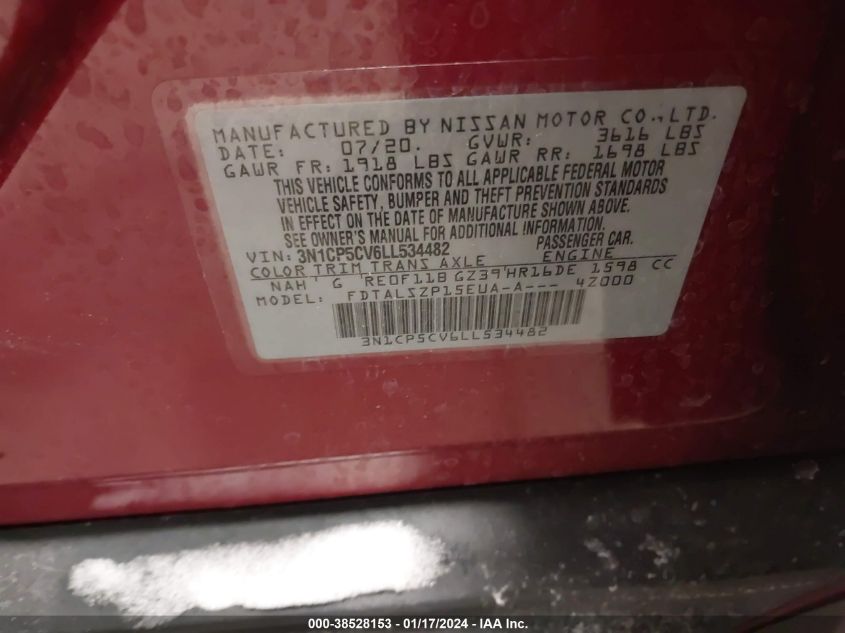 MANUFACTURED BY NISSAN MOTOR CO.,LTD.
DATE: 07/20. GVWR: 3616 LBS
GAWR FR: 1918 LBS GAWR RR: 1698 LBS
THIS VEHICLE CONFORMS TO ALL APPLICABLE FEDERAL MOTOR
VEHICLE SAFETY, BUMPER AND THEFT PREVENTION STANDARDS
IN EFFECT ON THE DATE OF MANUFACTURE SHOWN ABOVE.
SEE OWNER'S MANUAL FOR ADDITIONAL INFORMATION.
VIN: 3N1CP5CV6LL534482 PASSENGER CAR.
COLOR TRIM TRANS AXLE ENGINE
NAH G RE0F11B GZ39 HR16DE 1598 CC
MODEL: FDTALSZP15EUA-A--- 4Z000
3N1CP5CV6LL534482
000-38528153 - 01/17/2024 - IAA Inc.